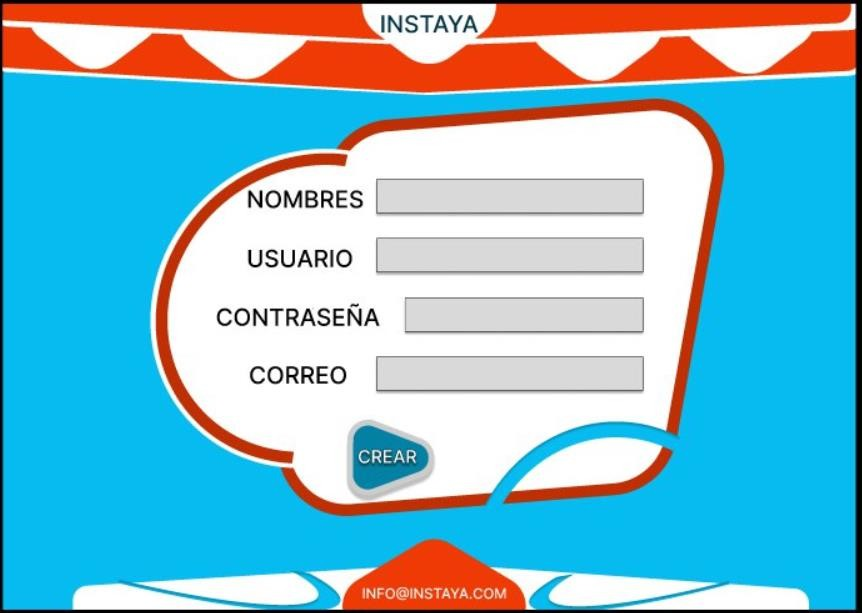 INSTAYA
NOMBRES
USUARIO
CONTRASEÑA
CORREO
CREAR
INFO@INSTAYA.COM